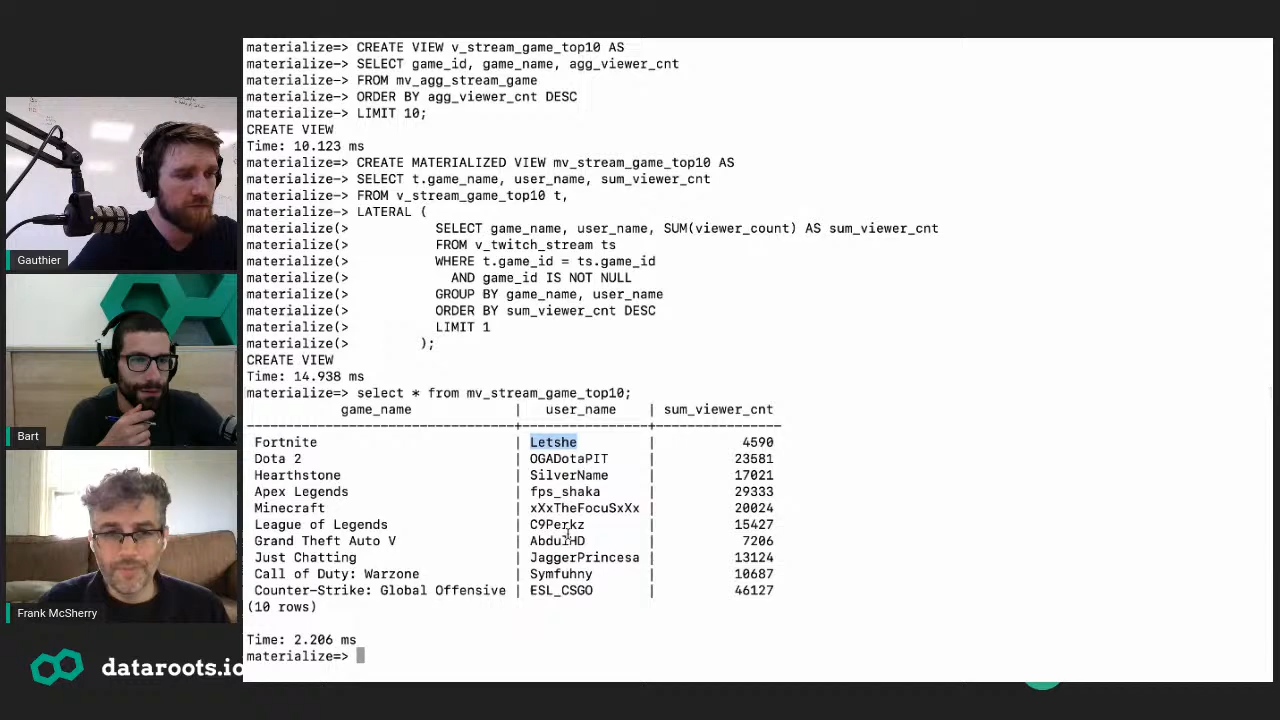 materialize=> CREATE VIEW v_stream_game_top10 AS
materialize-> SELECT game_id, game_name, agg_viewer_cnt
materialize-> FROM mv_agg_stream_game
materialize-> ORDER BY agg_viewer_cnt DESC
materialize-> LIMIT 10;
CREATE VIEW
Time: 10.123 ms
materialize=> CREATE MATERIALIZED VIEW mv_stream_game_top10 AS
materialize-> SELECT t.game_name, user_name, sum_viewer_cnt
materialize-> FROM v_stream_game_top10 t,
materialize-> LATERAL (
materialize(> SELECT game_name, user_name, SUM(viewer_count) AS sum_viewer_cnt
materialize(> FROM v_twitch_stream ts
materialize(> WHERE t.game_id = ts.game_id
materialize(> AND game_id IS NOT NULL
materialize(> GROUP BY game_name, user_name
materialize(> ORDER BY sum_viewer_cnt DESC
materialize(> LIMIT 1
materialize(> );
CREATE VIEW
Time: 14.938 ms
materialize=> select * from mv_stream_game_top10;
game_name | user_name | sum_viewer_cnt
Fortnite | Letshe | 4590
Dota 2 | OGADotaPIT | 23581
Hearthstone | SilverName | 17021
Apex Legends | fps_shaka | 29333
Minecraft | xXxTheFocuSxXx | 20024
League of Legends | C9Perkz | 15427
Grand Theft Auto V | AbdulHD | 7206
Just Chatting | JaggerPrincesa | 13124
Call of Duty: Warzone | Symfuhny | 10687
Counter-Strike: Global Offensive | ESL_CSGO | 46127
(10 rows)
Time: 2.206 ms
materialize=>
Gauthier
Bart
Frank McSherry
dataroots.io